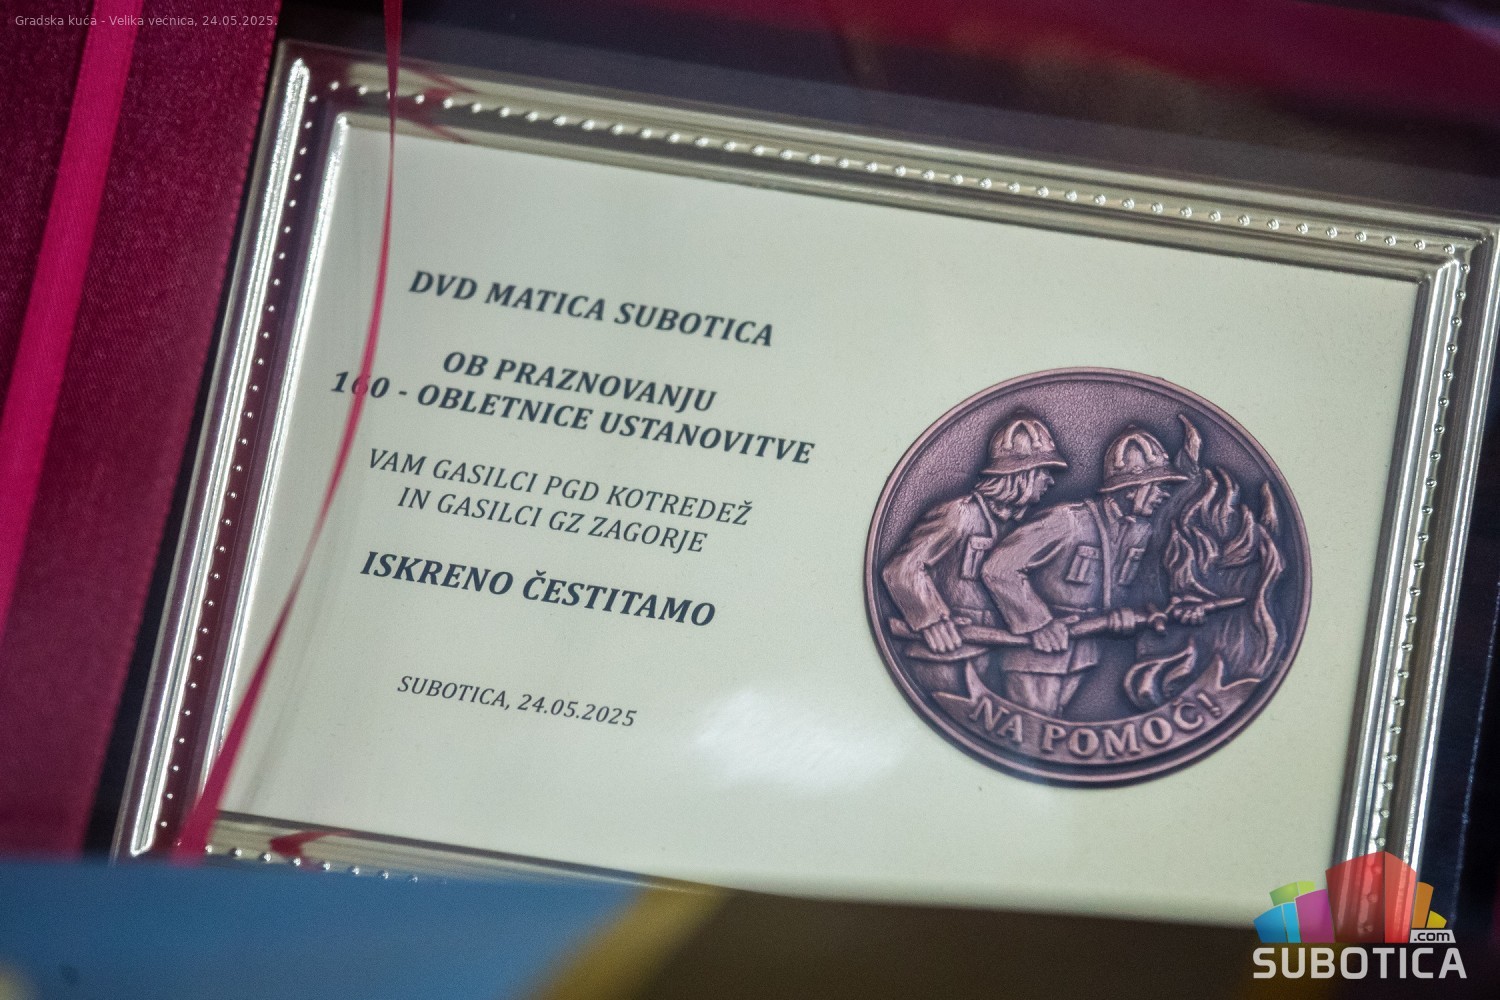 Gradska kuća - Velika većnica, 24.05.2025.
DVD MATICA SUBOTICA
OB PRAZNOVANJU
160 - OBLETNICE USTANOVITVE
VAM GASILCI PGD KOTREDEŽ
IN GASILCI GZ ZAGORJE
ISKRENO ČESTITAMO
SUBOTICA, 24.05.2025
NA POMOČ!
.com
SUBOTICA